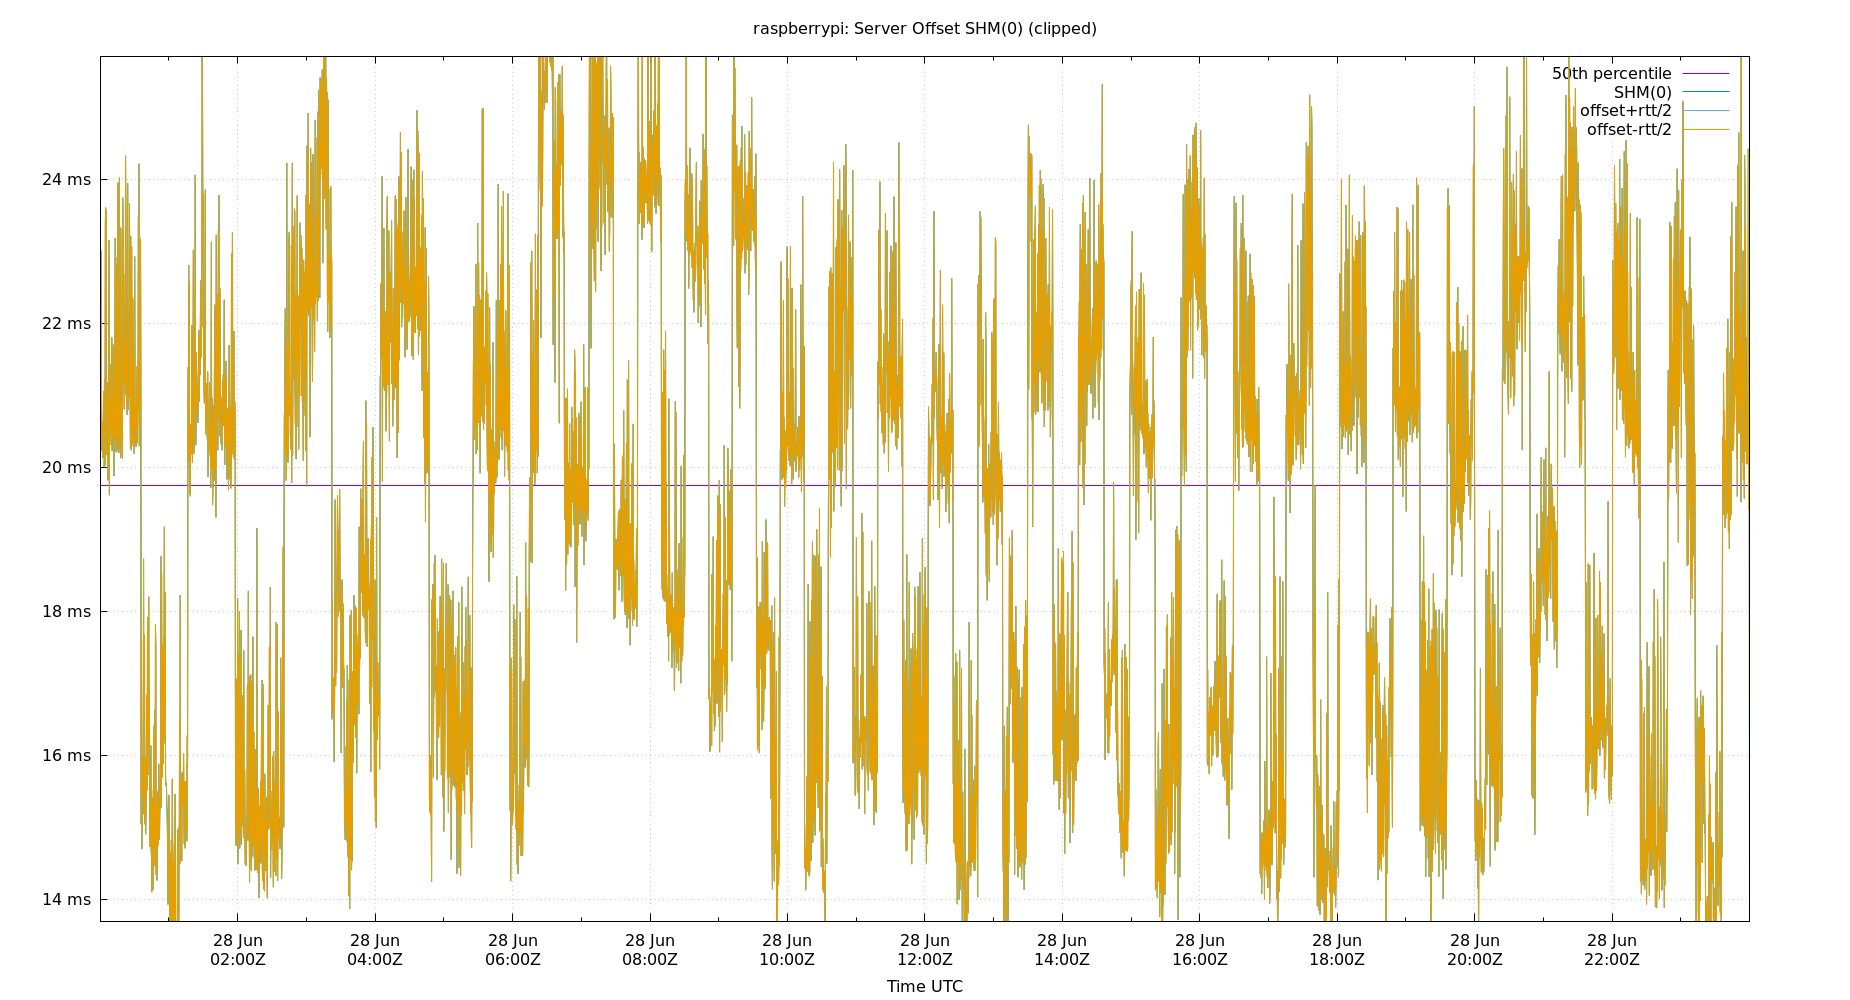 raspberrypi: Server Offset SHM(0) (clipped)
50th percentile
SHM(0)
offset+rtt/2
offset-rtt/2
24 ms
22 ms
20 ms
18 ms
16 ms
14 ms
28 Jun 28 Jun 28 Jun 28 Jun 28 Jun 28 Jun 28 Jun 28 Jun 28 Jun 28 Jun 28 Jun
02:00Z 04:00Z 06:00Z 08:00Z 10:00Z 12:00Z 14:00Z 16:00Z 18:00Z 20:00Z 22:00Z
Time UTC